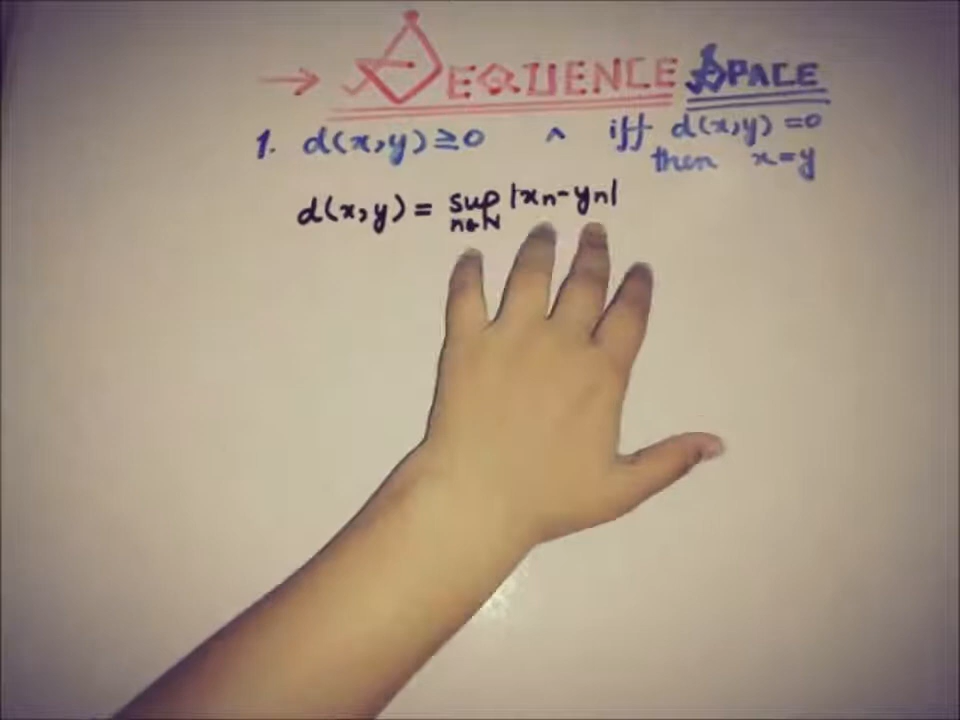 → SEQUENCE SPACE
1. d(x,y) ≥ 0 ^ iff d(x,y) = 0
then x = y
d(x,y) = sup |xn - yn|
n∈N